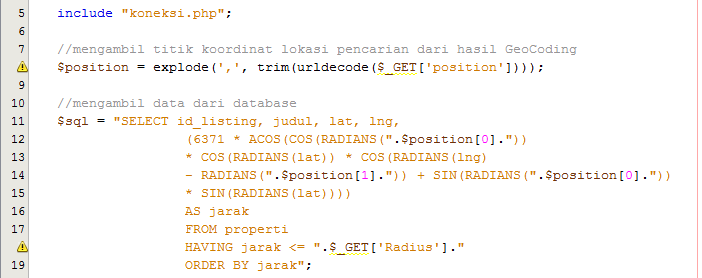 5 include "koneksi.php";
6
7 //mengambil titik koordinat lokasi pencarian dari hasil GeoCoding
$position = explode(',', trim(urldecode($_GET['position'])));
9
10 //mengambil data dari database
11 $sql = "SELECT id_listing, judul, lat, lng,
12 (6371 * ACOS(COS(RADIANS(".$position[0]."))
13 * COS(RADIANS(lat)) * COS(RADIANS(lng)
14 - RADIANS(".$position[1].")) + SIN(RADIANS(".$position[0]."))
15 * SIN(RADIANS(lat))))
16 AS jarak
17 FROM properti
HAVING jarak <= ".$_GET['Radius']."
19 ORDER BY jarak";